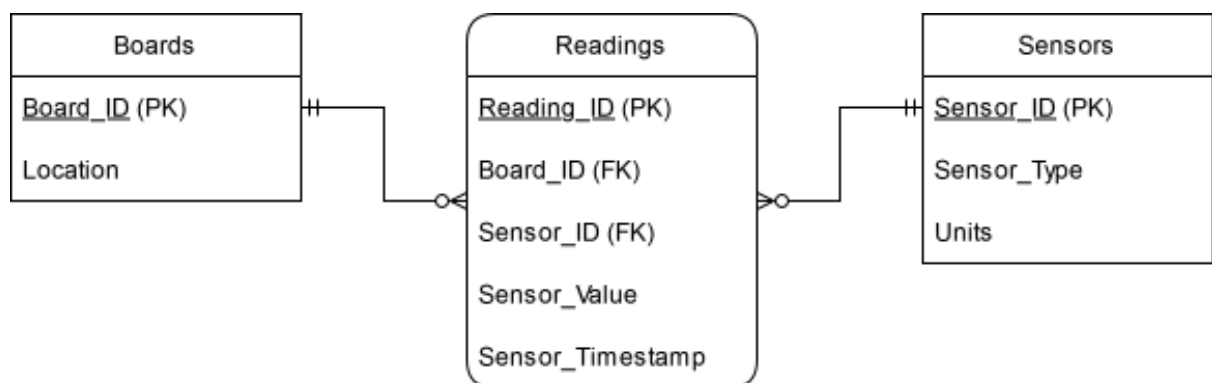 Boards
Board_ID (PK)
Location
Readings
Reading_ID (PK)
Board_ID (FK)
Sensor_ID (FK)
Sensor_Value
Sensor_Timestamp
Sensors
Sensor_ID (PK)
Sensor_Type
Units